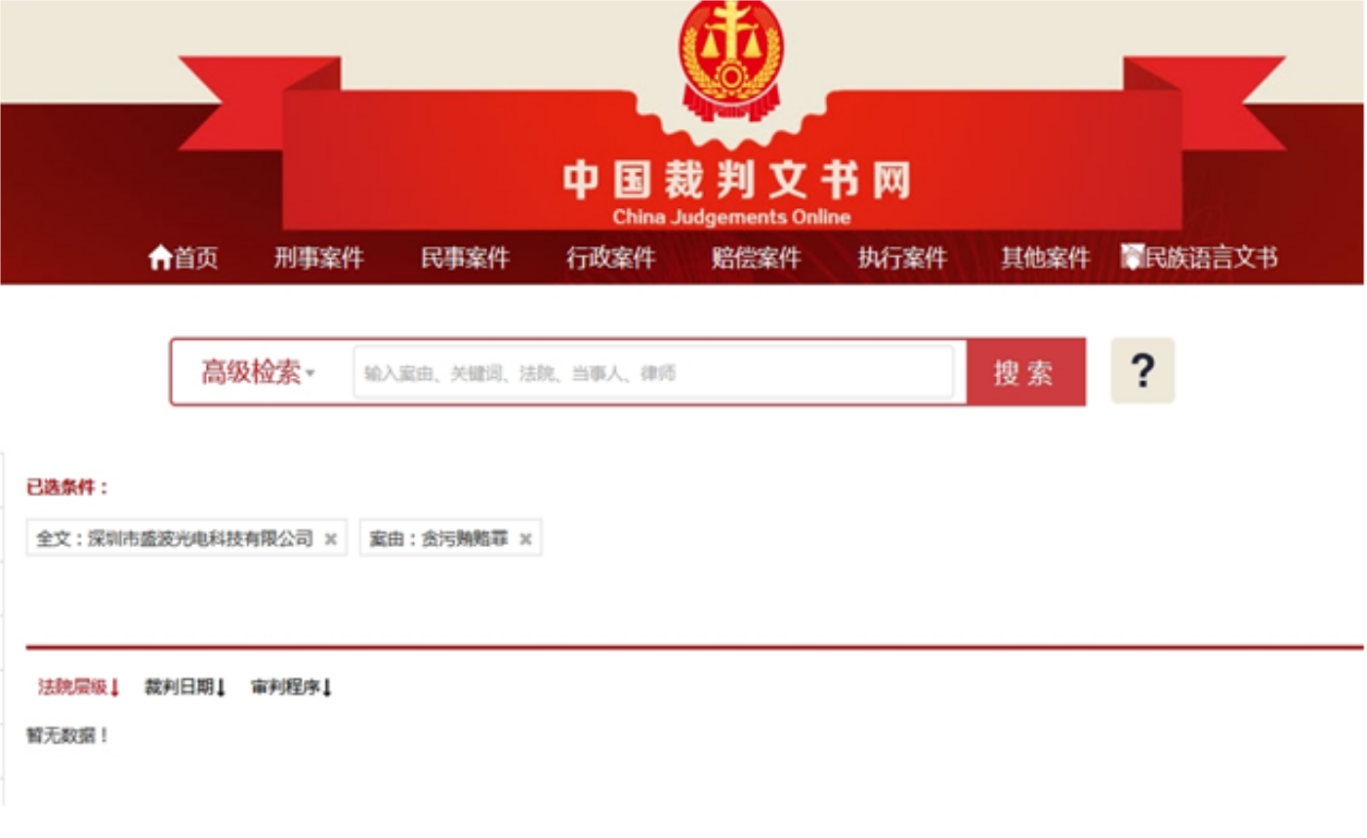 中国裁判文书网
China Judgements Online
首页 刑事案件 民事案件 行政案件 赔偿案件 执行案件 其他案件 民族语言文书
高级检索 输入案由、关键词、法院、当事人、律师 搜索 ?
已选条件：
全文：深圳市盛波光电科技有限公司 × 案由：贪污贿赂罪 ×
法院层级↓ 裁判日期↓ 审判程序↓
暂无数据！